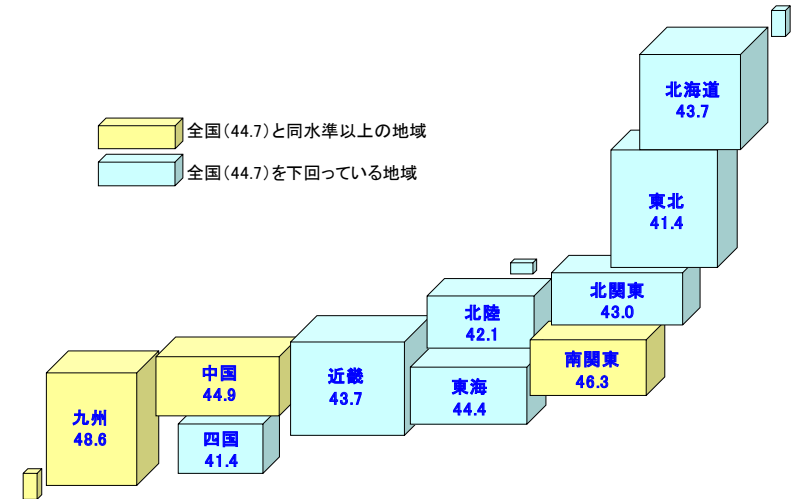 北海道
43.7
全国(44.7)と同水準以上の地域
全国(44.7)を下回っている地域
東北
41.4
北関東
43.0
北陸
42.1
南関東
46.3
中国
44.9
近畿
43.7
東海
44.4
九州
48.6
四国
41.4